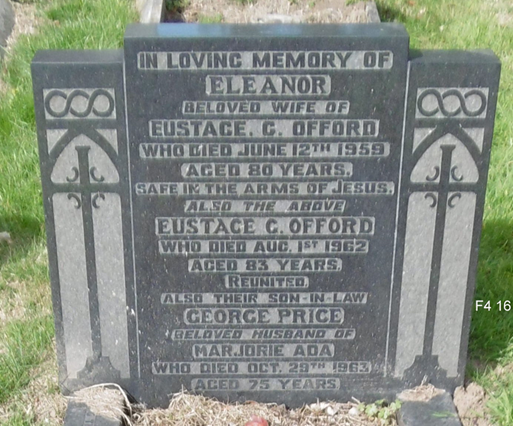 IN LOVING MEMORY OF
ELEANOR
BELOVED WIFE OF
EUSTACE. G. OFFORD
WHO DIED JUNE 12TH 1959
AGED 80 YEARS.
SAFE IN THE ARMS OF JESUS.
ALSO THE ABOVE
EUSTACE G. OFFORD
WHO DIED AUG. 1ST 1962
AGED 83 YEARS.
REUNITED.
ALSO THEIR SON-IN-LAW
GEORGE PRICE
BELOVED HUSBAND OF
MARJORIE ADA
WHO DIED OCT. 29TH 1963
AGED 75 YEARS
F4 16